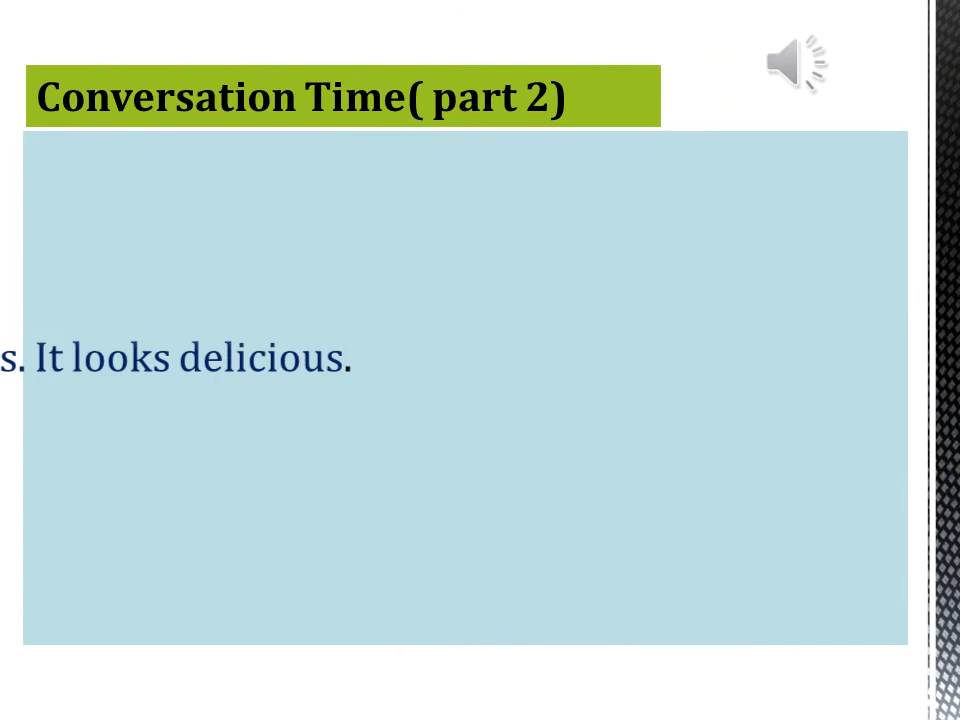 Conversation Time( part 2)
s. It looks delicious.